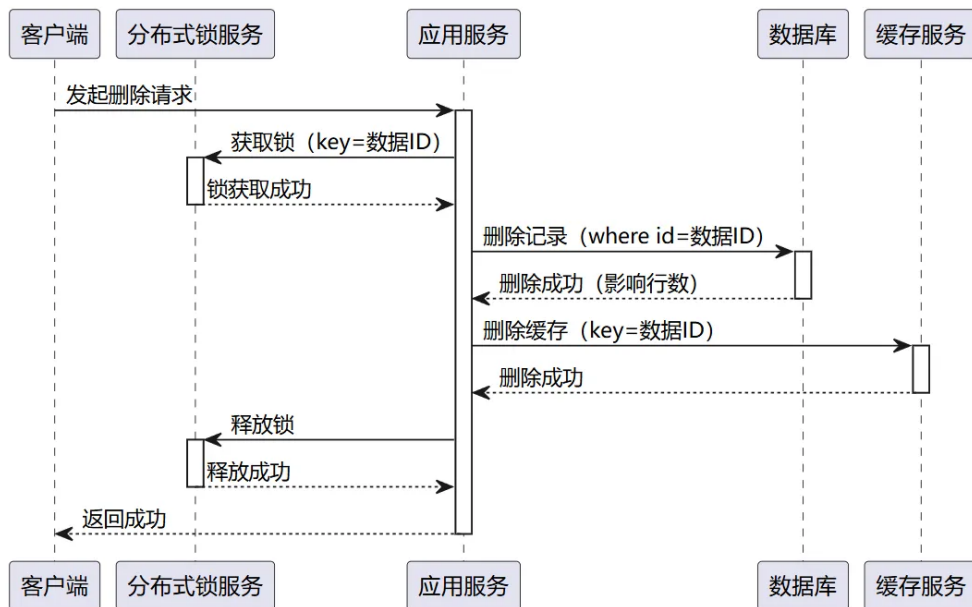 客户端 分布式锁服务 应用服务 数据库 缓存服务
发起删除请求
获取锁（key=数据ID）
锁获取成功
删除记录（where id=数据ID）
删除成功（影响行数）
删除缓存（key=数据ID）
删除成功
释放锁
释放成功
返回成功
客户端 分布式锁服务 应用服务 数据库 缓存服务